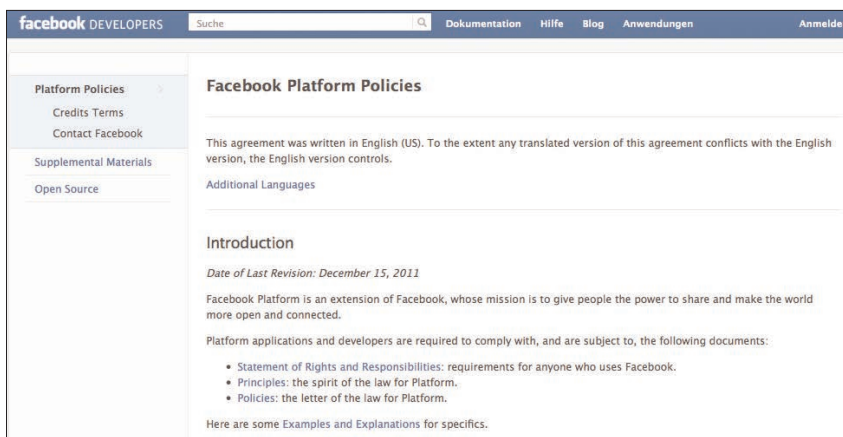 facebook DEVELOPERS Suche Dokumentation Hilfe Blog Anwendungen Anmelde
Platform Policies
Credits Terms
Contact Facebook
Supplemental Materials
Open Source
Facebook Platform Policies
This agreement was written in English (US). To the extent any translated version of this agreement conflicts with the English
version, the English version controls.
Additional Languages
Introduction
Date of Last Revision: December 15, 2011
Facebook Platform is an extension of Facebook, whose mission is to give people the power to share and make the world
more open and connected.
Platform applications and developers are required to comply with, and are subject to, the following documents:
• Statement of Rights and Responsibilities: requirements for anyone who uses Facebook.
• Principles: the spirit of the law for Platform.
• Policies: the letter of the law for Platform.
Here are some Examples and Explanations for specifics.